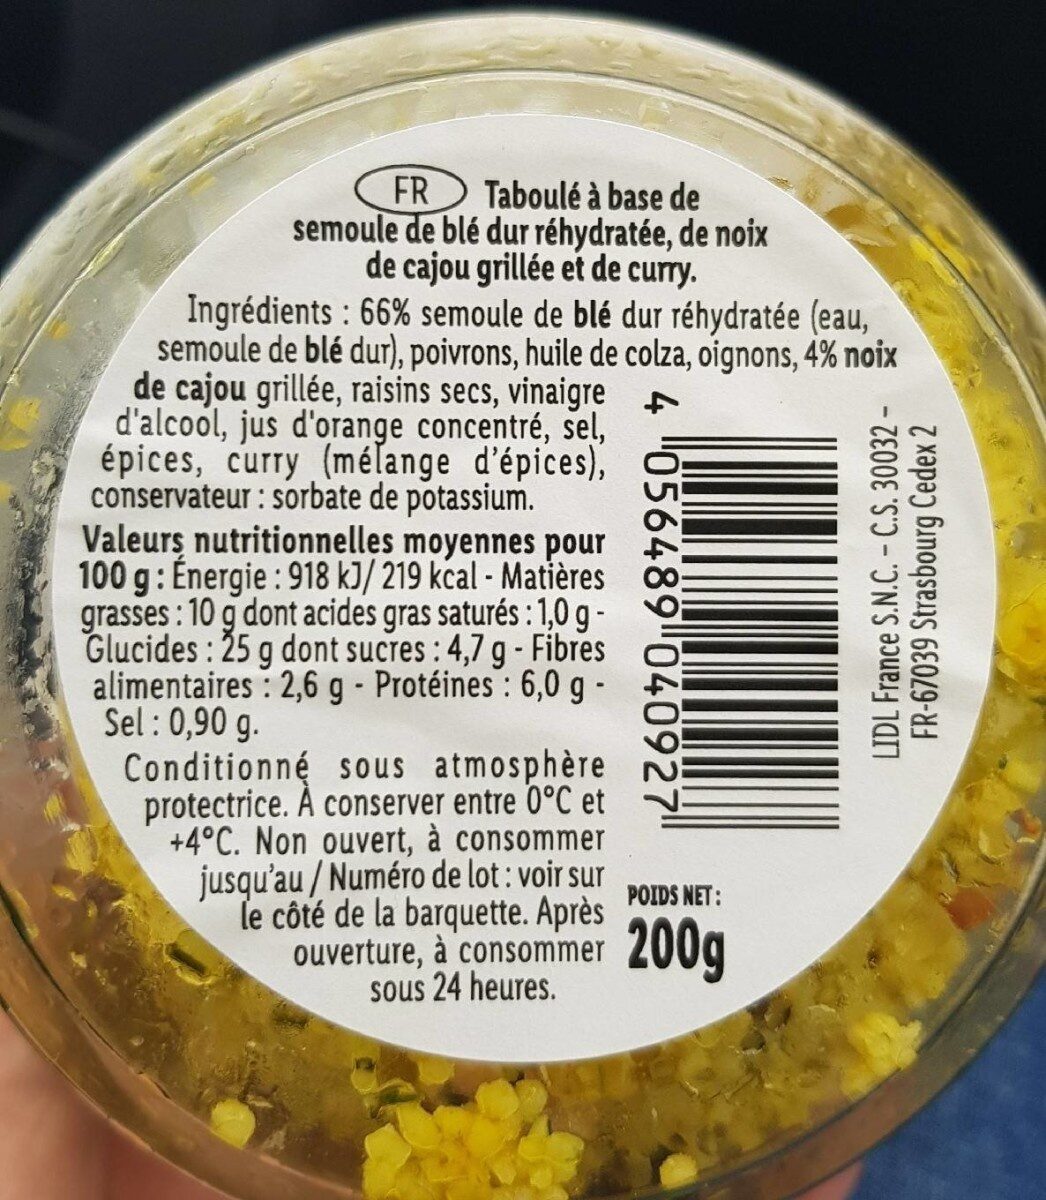 FR Taboulé à base de
semoule de blé dur réhydratée, de noix
de cajou grillée et de curry.
Ingrédients : 66% semoule de blé dur réhydratée (eau,
semoule de blé dur), poivrons, huile de colza, oignons, 4% noix
de cajou grillée, raisins secs, vinaigre
d'alcool, jus d'orange concentré, sel,
épices, curry (mélange d'épices),
conservateur : sorbate de potassium.
Valeurs nutritionnelles moyennes pour
100 g : Énergie : 918 kJ/ 219 kcal - Matières
grasses : 10 g dont acides gras saturés : 1,0 g -
Glucides : 25 g dont sucres : 4,7 g - Fibres
alimentaires : 2,6 g - Protéines : 6,0 g -
Sel : 0,90 g.
Conditionné sous atmosphère
protectrice. À conserver entre 0°C et
+4°C. Non ouvert, à consommer
jusqu'au / Numéro de lot : voir sur
le côté de la barquette. Après
ouverture, à consommer
sous 24 heures.
POIDS NET :
200g
4 056489 040927
LIDL France S.N.C. - C.S. 30032 -
FR-67039 Strasbourg Cedex 2